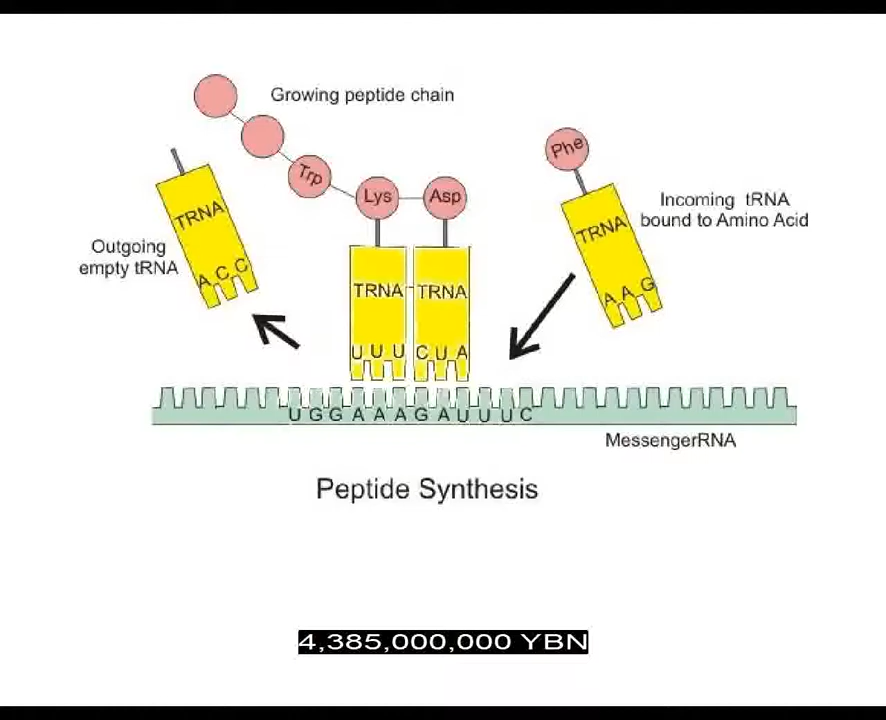 Growing peptide chain
Phe
Trp
Lys
Asp
Incoming tRNA
bound to Amino Acid
TRNA
TRNA
Outgoing
empty tRNA
A C C
A A G
TRNA
TRNA
U U U
C U A
U G G A A A G A U U U C
MessengerRNA
Peptide Synthesis
4,385,000,000 YBN